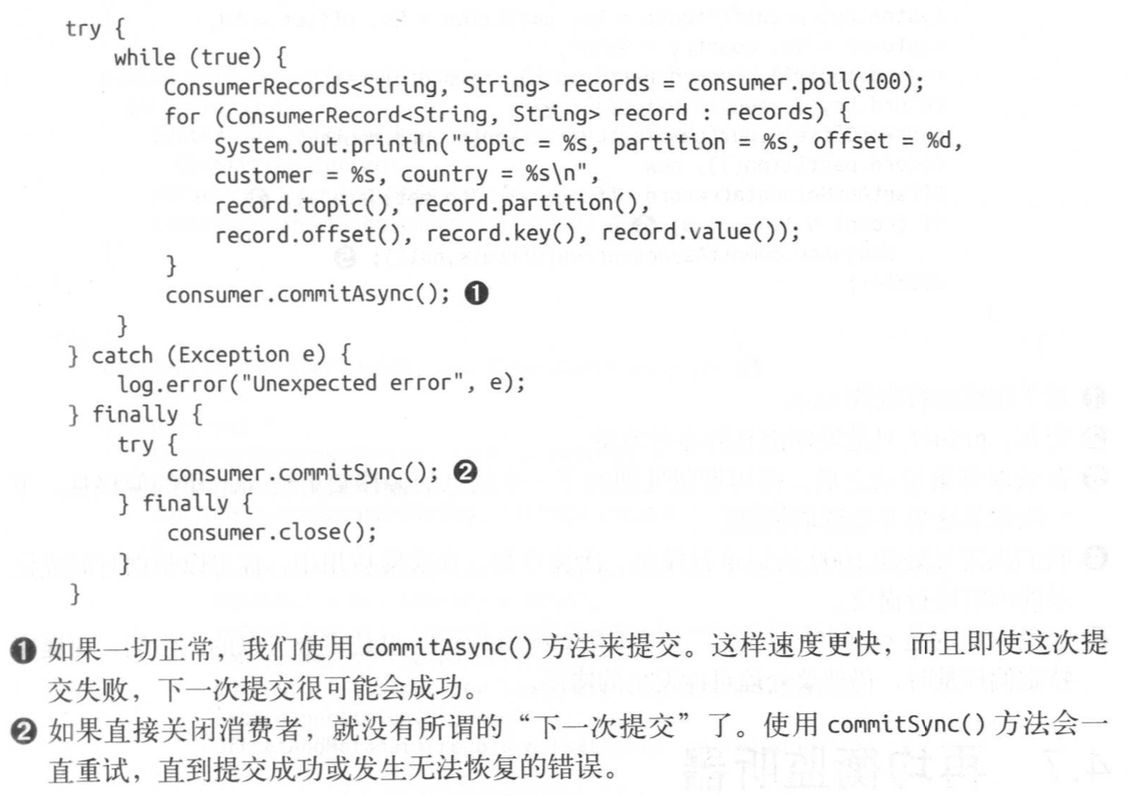 try {
while (true) {
ConsumerRecords<String, String> records = consumer.poll(100);
for (ConsumerRecord<String, String> record : records) {
System.out.println("topic = %s, partition = %s, offset = %d,
customer = %s, country = %s\n",
record.topic(), record.partition(),
record.offset(), record.key(), record.value());
}
consumer.commitAsync(); ❶
}
} catch (Exception e) {
log.error("Unexpected error", e);
} finally {
try {
consumer.commitSync(); ❷
} finally {
consumer.close();
}
}
❶ 如果一切正常，我们使用 commitAsync() 方法来提交。这样速度更快，而且即使这次提
交失败，下一次提交很可能会成功。
❷ 如果直接关闭消费者，就没有所谓的“下一次提交”了。使用 commitSync() 方法会一
直重试，直到提交成功或发生无法恢复的错误。